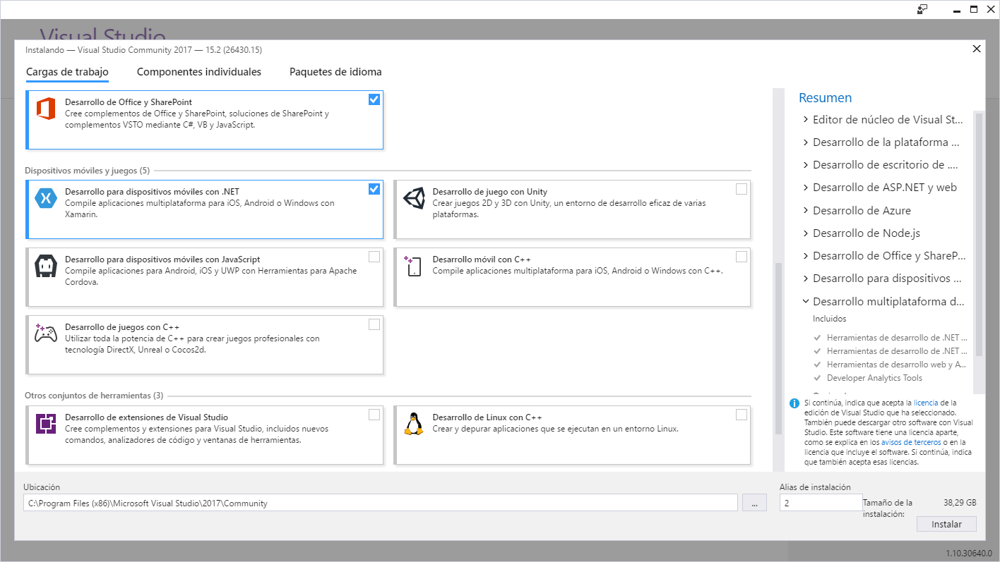 Visual Studio
Instalando — Visual Studio Community 2017 — 15.2 (26430.15)
Cargas de trabajo
Componentes individuales
Paquetes de idioma
Desarrollo de Office y SharePoint
Cree complementos de Office y SharePoint, soluciones de SharePoint y
complementos VSTO mediante C#, VB y JavaScript.
Dispositivos móviles y juegos (5)
Desarrollo para dispositivos móviles con .NET
Compile aplicaciones multiplataforma para iOS, Android o Windows con
Xamarin.
Desarrollo de juego con Unity
Crear juegos 2D y 3D con Unity, un entorno de desarrollo eficaz de varias
plataformas.
Desarrollo para dispositivos móviles con JavaScript
Compile aplicaciones para Android, iOS y UWP con Herramientas para Apache
Cordova.
Desarrollo móvil con C++
Compile aplicaciones multiplataforma para iOS, Android o Windows con C++.
Desarrollo de juegos con C++
Utilizar toda la potencia de C++ para crear juegos profesionales con
tecnología DirectX, Unreal o Cocos2d.
Otros conjuntos de herramientas (3)
Desarrollo de extensiones de Visual Studio
Cree complementos y extensiones para Visual Studio, incluidos nuevos
comandos, analizadores de código y ventanas de herramientas.
Desarrollo de Linux con C++
Crear y depurar aplicaciones que se ejecutan en un entorno Linux.
Resumen
Editor de núcleo de Visual St...
Desarrollo de la plataforma ...
Desarrollo de escritorio de ....
Desarrollo de ASP.NET y web
Desarrollo de Azure
Desarrollo de Node.js
Desarrollo de Office y ShareP...
Desarrollo para dispositivos ...
Desarrollo multiplataforma d...
Incluidos
Herramientas de desarrollo de .NET ...
Herramientas de desarrollo de .NET ...
Herramientas de desarrollo web y A...
Developer Analytics Tools
Si continúa, indica que acepta la licencia de la
edición de Visual Studio que ha seleccionado.
También puede descargar otro software con Visual
Studio. Este software tiene una licencia aparte,
como se explica en los avisos de terceros o en la
licencia que incluye el software. Si continúa, indica
que también acepta esas licencias.
Ubicación
C:\Program Files (x86)\Microsoft Visual Studio\2017\Community
...
Alias de instalación
2
Tamaño de la
instalación:
38,29 GB
Instalar
1.10.30640.0